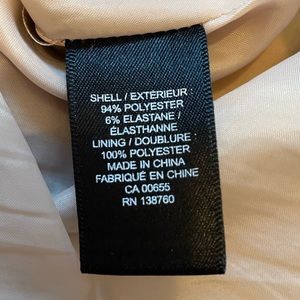 SHELL / EXTÉRIEUR :
94% POLYESTER
6% ELASTANE /
ÉLASTHANNE
LINING / DOUBLURE :
100% POLYESTER
MADE IN CHINA
FABRIQUÉ EN CHINE
CA 00655
RN 138760